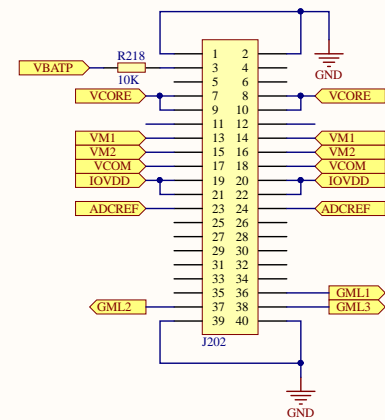 1 2
GND
R218
VBATP 3 4
10K
5 6
VCORE 7 8 VCORE
9 10
11 12
VM1 13 14 VM1
VM2 15 16 VM2
VCOM 17 18 VCOM
IOVDD 19 20 IOVDD
21 22
ADCREF 23 24 ADCREF
25 26
27 28
29 30
31 32
33 34
35 36 GML1
GML2 37 38 GML3
39 40
J202
GND